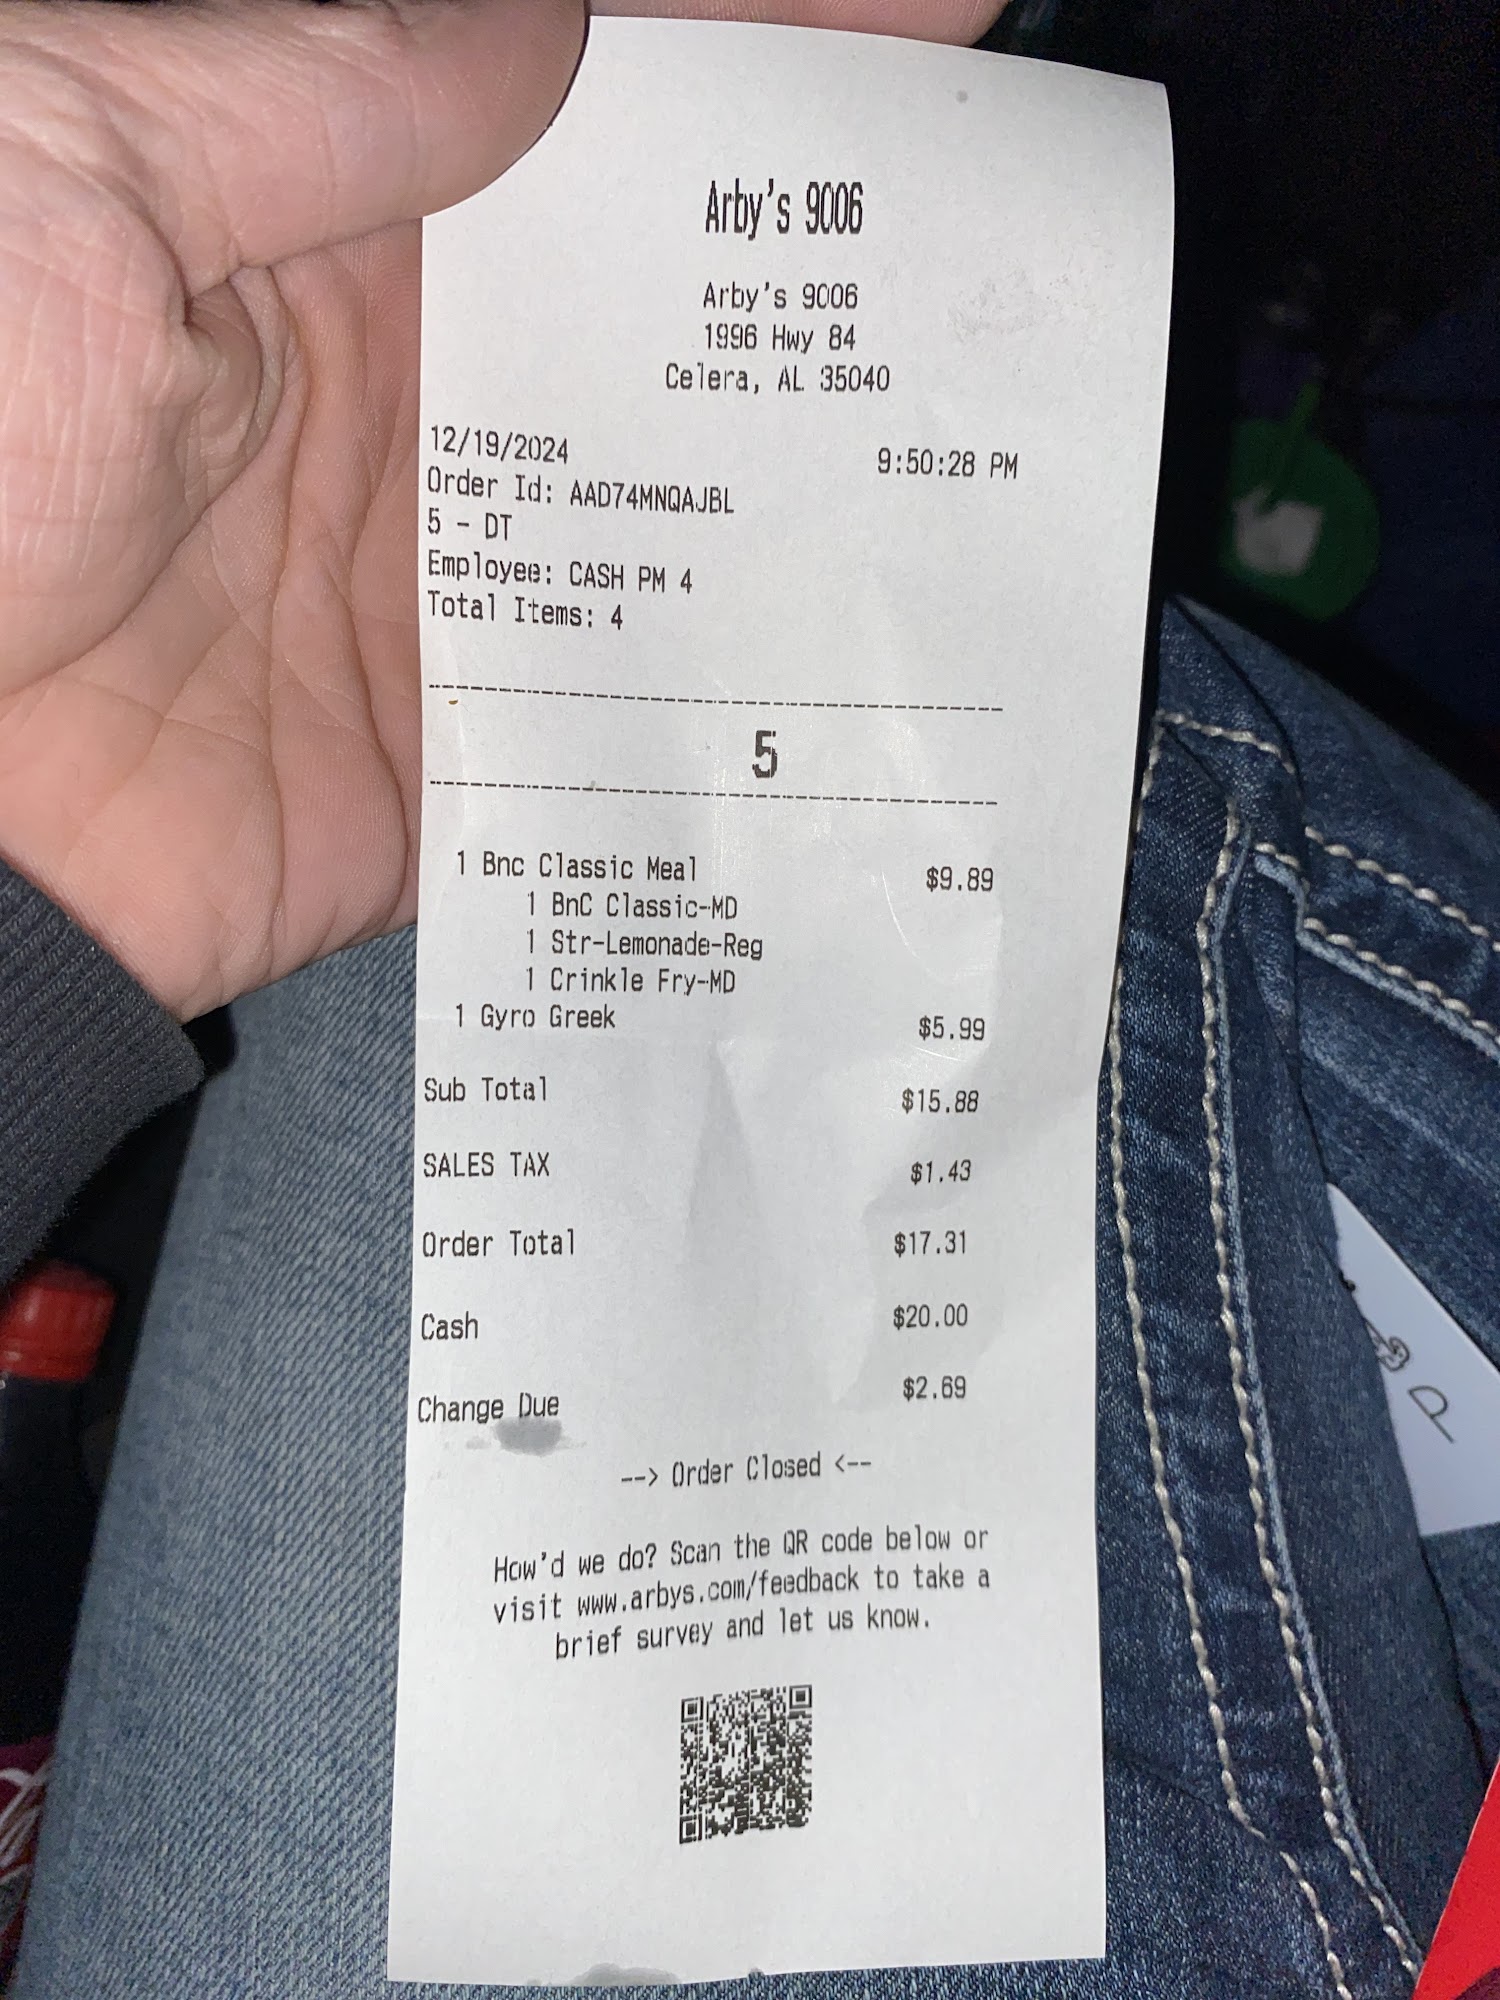 Arby's 9006
Arby's 9006
1996 Hwy 84
Celera, AL 35040
12/19/2024 9:50:28 PM
Order Id: AAD74MNQAJBL
5 - DT
Employee: CASH PM 4
Total Items: 4
5
1 Bnc Classic Meal $9.89
1 BnC Classic-MD
1 Str-Lemonade-Reg
1 Crinkle Fry-MD
1 Gyro Greek $5.99
Sub Total $15.88
SALES TAX $1.43
Order Total $17.31
Cash $20.00
Change Due $2.69
--> Order Closed <--
How'd we do? Scan the QR code below or
visit www.arbys.com/feedback to take a
brief survey and let us know.